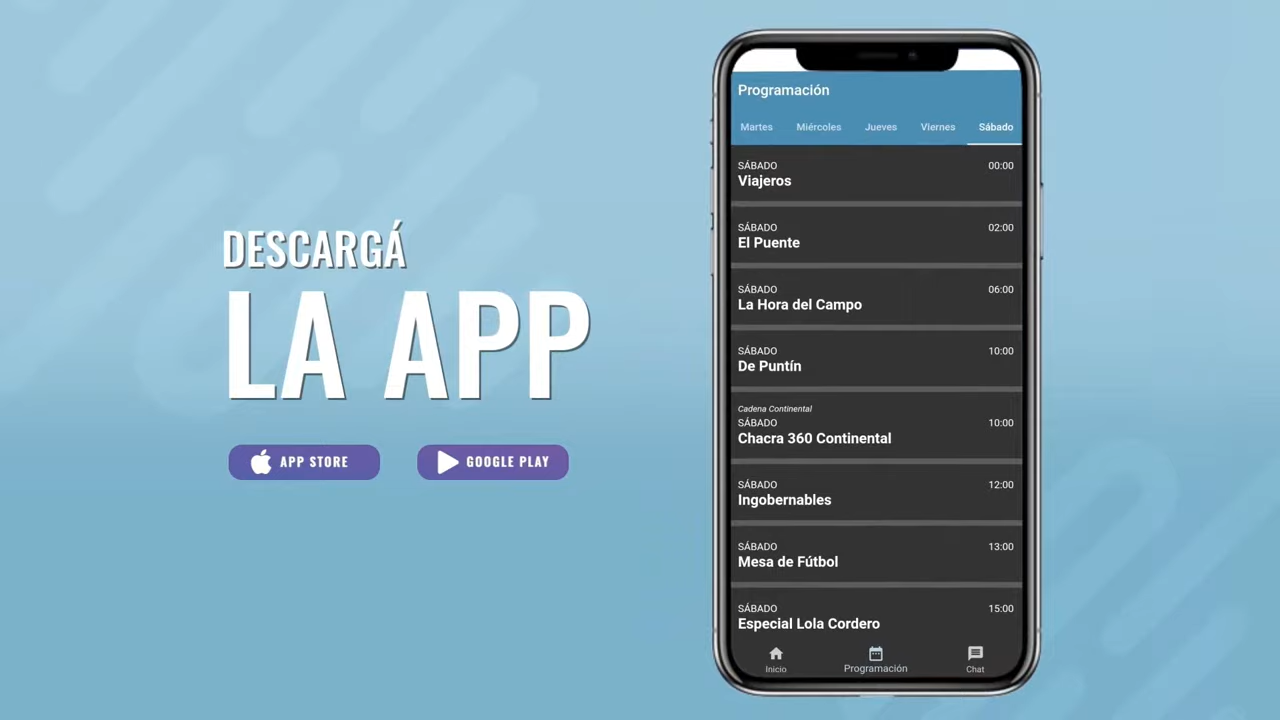 DESCARGÁ
LA APP
APP STORE
GOOGLE PLAY
Programación
Martes Miércoles Jueves Viernes Sábado
SÁBADO 00:00
Viajeros
SÁBADO 02:00
El Puente
SÁBADO 06:00
La Hora del Campo
SÁBADO 10:00
De Puntín
Cadena Continental
SÁBADO 10:00
Chacra 360 Continental
SÁBADO 12:00
Ingobernables
SÁBADO 13:00
Mesa de Fútbol
SÁBADO 15:00
Especial Lola Cordero
Inicio Programación Chat